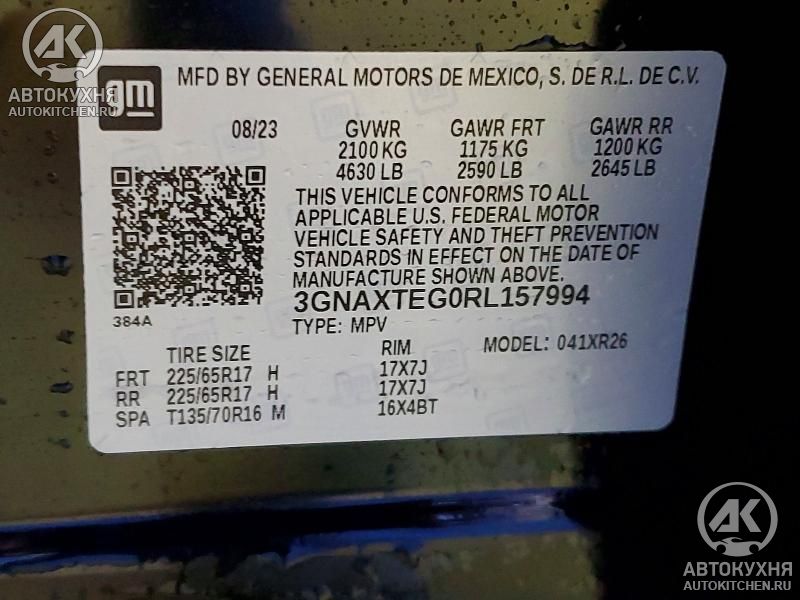 AK
АВТОКУХНЯ
AUTOKITCHEN.RU
gm
MFD BY GENERAL MOTORS DE MEXICO, S. DE R.L. DE C.V.
08/23 GVWR GAWR FRT GAWR RR
2100 KG 1175 KG 1200 KG
4630 LB 2590 LB 2645 LB
THIS VEHICLE CONFORMS TO ALL
APPLICABLE U.S. FEDERAL MOTOR
VEHICLE SAFETY AND THEFT PREVENTION
STANDARDS IN EFFECT ON THE DATE OF
MANUFACTURE SHOWN ABOVE.
3GNAXTEG0RL157994
384A
TYPE: MPV
TIRE SIZE RIM MODEL: 041XR26
FRT 225/65R17 H 17X7J
RR 225/65R17 H 17X7J
SPA T135/70R16 M 16X4BT
AK
АВТОКУХНЯ
AUTOKITCHEN.RU